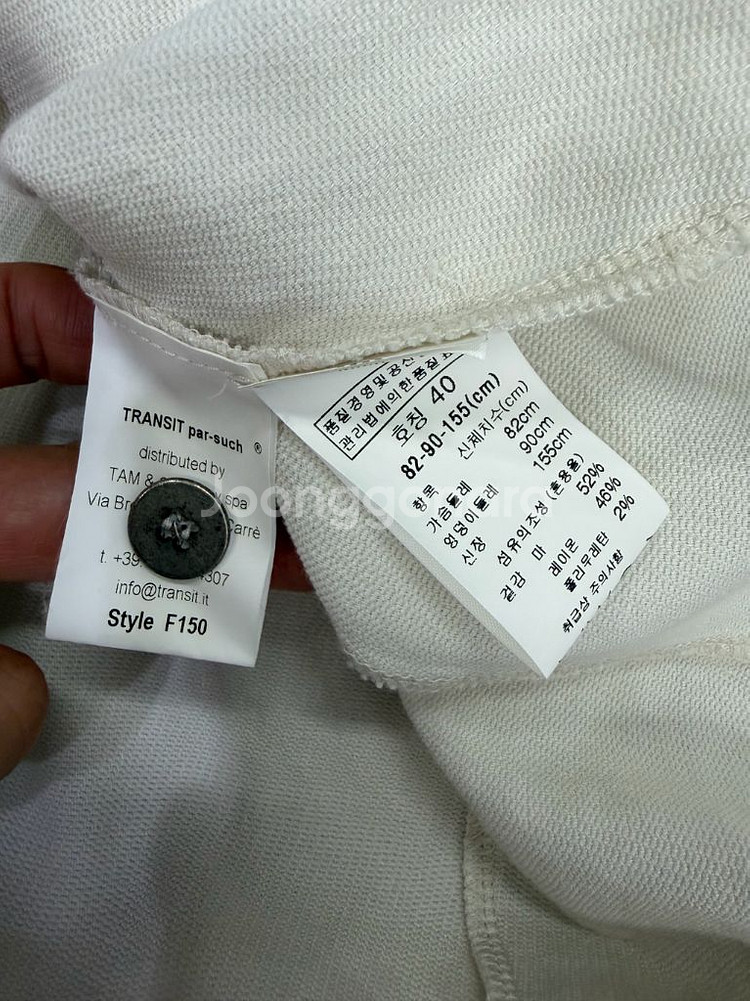 TRANSIT par-such ®
distributed by
TAM &
spa
Via
Carrè
t. +39
4307
info@transit.it
Style F150
품질경영및공산
관리법에의한품질표
호칭 40
82-90-155(cm)
항목 신체치수(cm)
가슴둘레 82cm
엉덩이둘레 90cm
신장 155cm
섬유의조성(혼용율)
겉감 마 52%
레이온 46%
폴리우레탄 2%
취급상 주의사항
Joonggonara